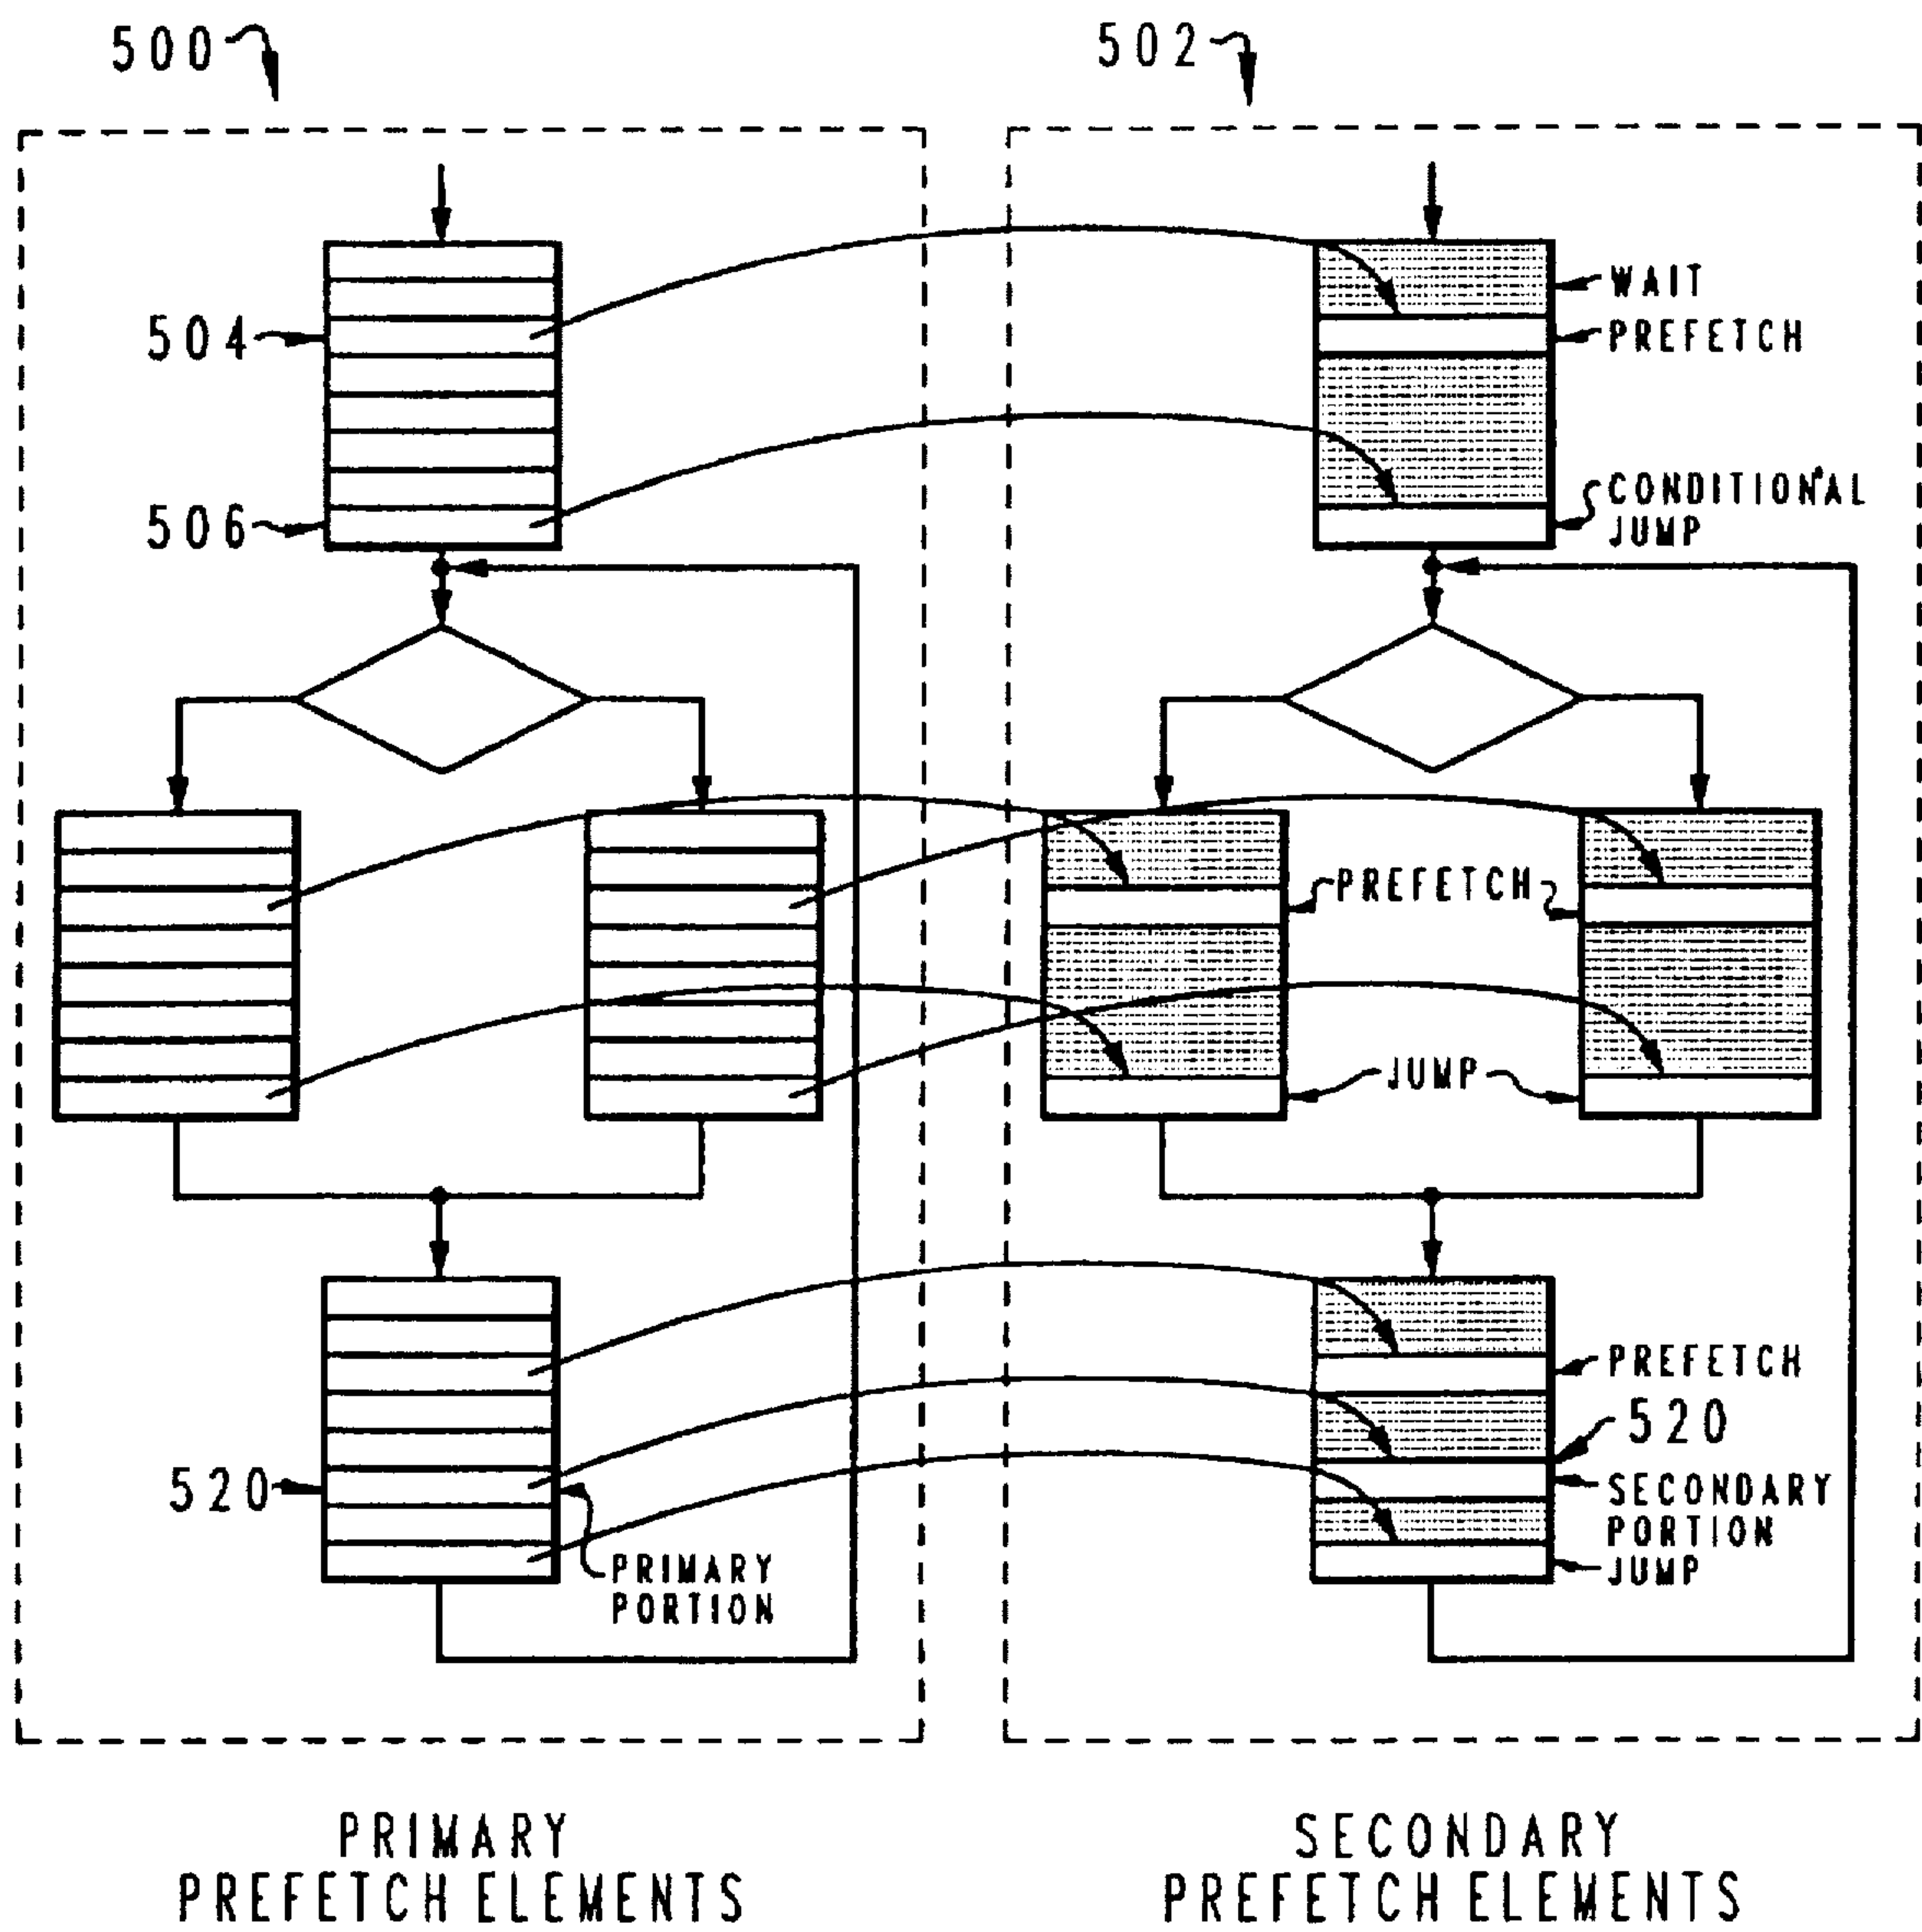 500
502
WAIT
504
PREFETCH
CONDITIONAL
JUMP
506
PREFETCH
JUMP
PREFETCH
520
520
SECONDARY
PORTION
PRIMARY
PORTION
JUMP
PRIMARY
PREFETCH ELEMENTS
SECONDARY
PREFETCH ELEMENTS